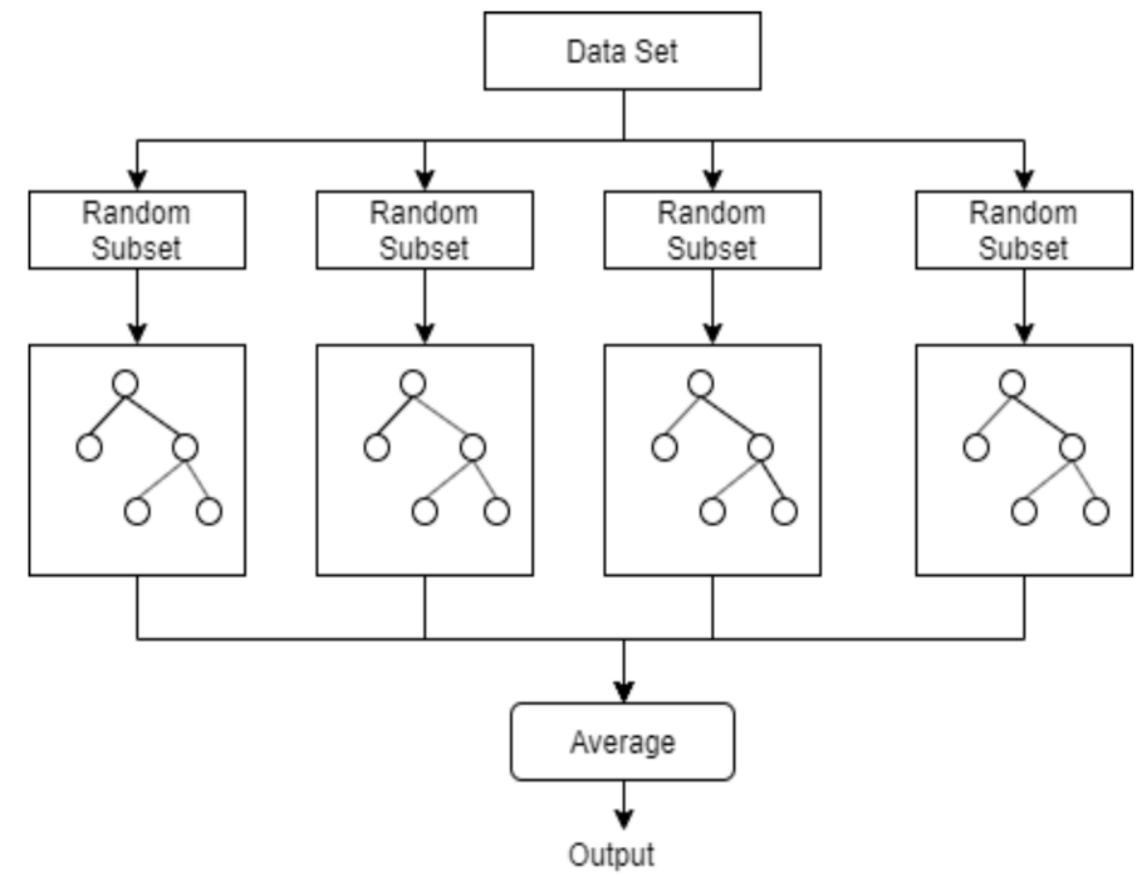 Data Set
Random
Subset
Random
Subset
Random
Subset
Random
Subset
Average
Output